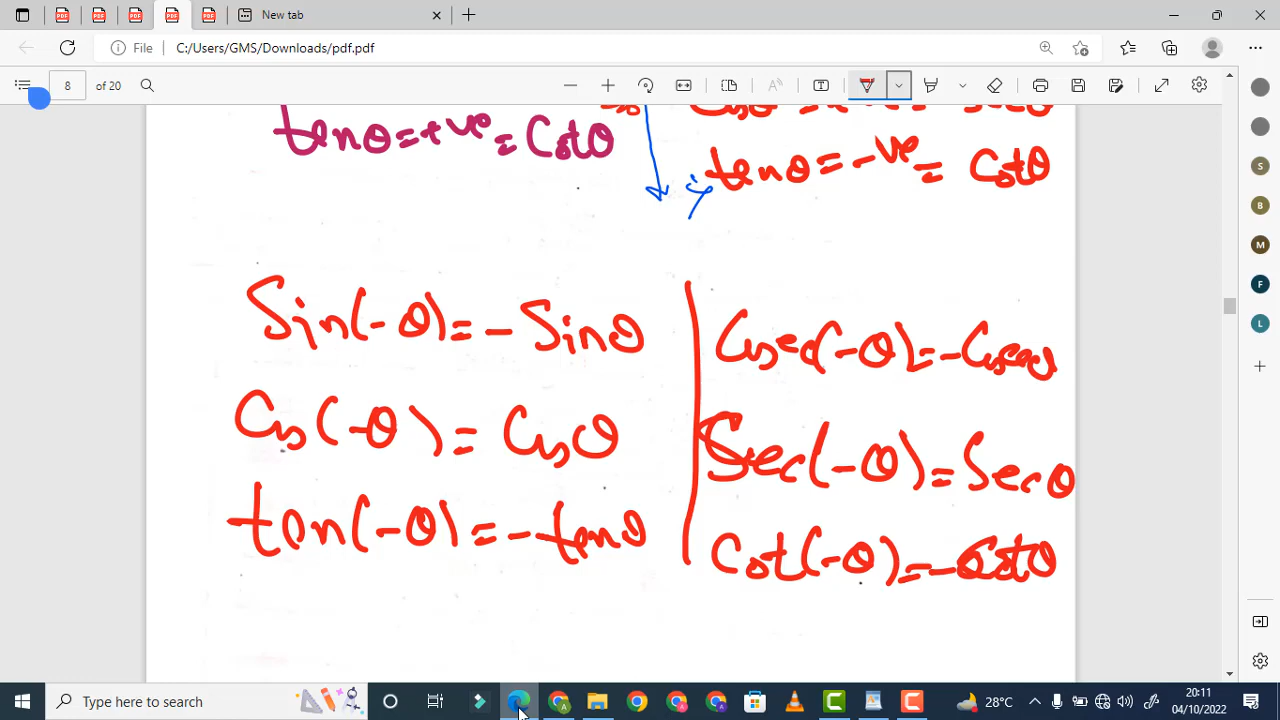 New tab
File C:/Users/GMS/Downloads/pdf.pdf
8 of 20
tanθ=+ve=Cotθ
tanθ=-ve= Cotθ
y'
Sin(-θ)=-Sinθ
Cos(-θ)=Cosθ
tan(-θ)=-tanθ
Cosec(-θ)=-Cosecθ
Sec(-θ)=Secθ
Cot(-θ)=-Cotθ
S
B
M
F
L
Type here to search
28°C
20:11
04/10/2022